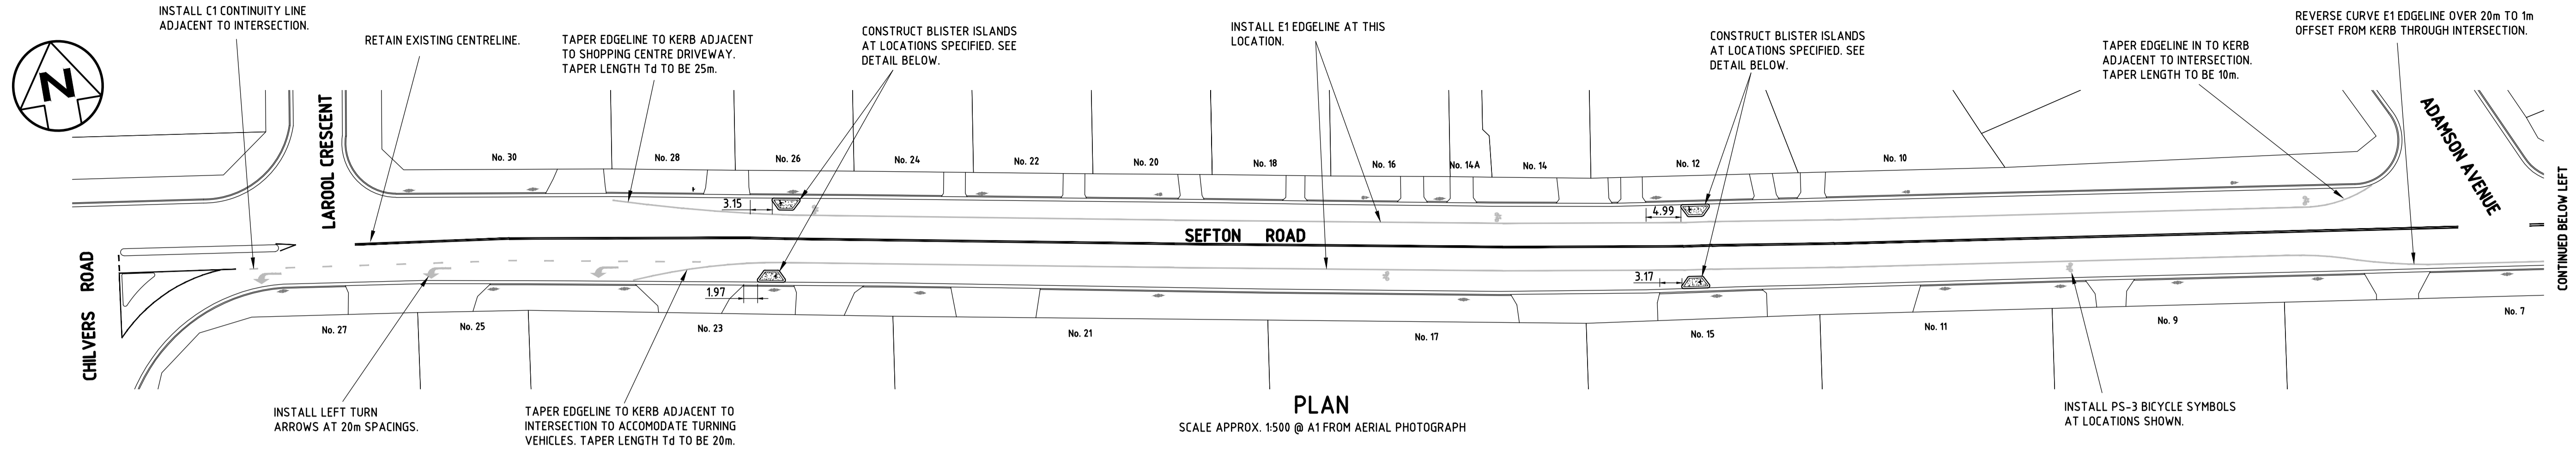 INSTALL C1 CONTINUITY LINE
ADJACENT TO INTERSECTION.
RETAIN EXISTING CENTRELINE.
TAPER EDGELINE TO KERB ADJACENT
TO SHOPPING CENTRE DRIVEWAY.
TAPER LENGTH Td TO BE 25m.
CONSTRUCT BLISTER ISLANDS
AT LOCATIONS SPECIFIED. SEE
DETAIL BELOW.
INSTALL E1 EDGELINE AT THIS
LOCATION.
CONSTRUCT BLISTER ISLANDS
AT LOCATIONS SPECIFIED. SEE
DETAIL BELOW.
TAPER EDGELINE IN TO KERB
ADJACENT TO INTERSECTION.
TAPER LENGTH TO BE 10m.
REVERSE CURVE E1 EDGELINE OVER 20m TO 1m
OFFSET FROM KERB THROUGH INTERSECTION.
N
LAROOL CRESCENT
ADAMSON AVENUE
No. 30
No. 28
No. 26
No. 24
No. 22
No. 20
No. 18
No. 16
No. 14A
No. 14
No. 12
No. 10
3.15
4.99
SEFTON ROAD
CHILVERS ROAD
CONTINUED BELOW LEFT
1.97
3.17
No. 27
No. 25
No. 23
No. 21
No. 17
No. 15
No. 11
No. 9
No. 7
INSTALL LEFT TURN
ARROWS AT 20m SPACINGS.
TAPER EDGELINE TO KERB ADJACENT TO
INTERSECTION TO ACCOMODATE TURNING
VEHICLES. TAPER LENGTH Td TO BE 20m.
PLAN
SCALE APPROX. 1:500 @ A1 FROM AERIAL PHOTOGRAPH
INSTALL PS-3 BICYCLE SYMBOLS
AT LOCATIONS SHOWN.